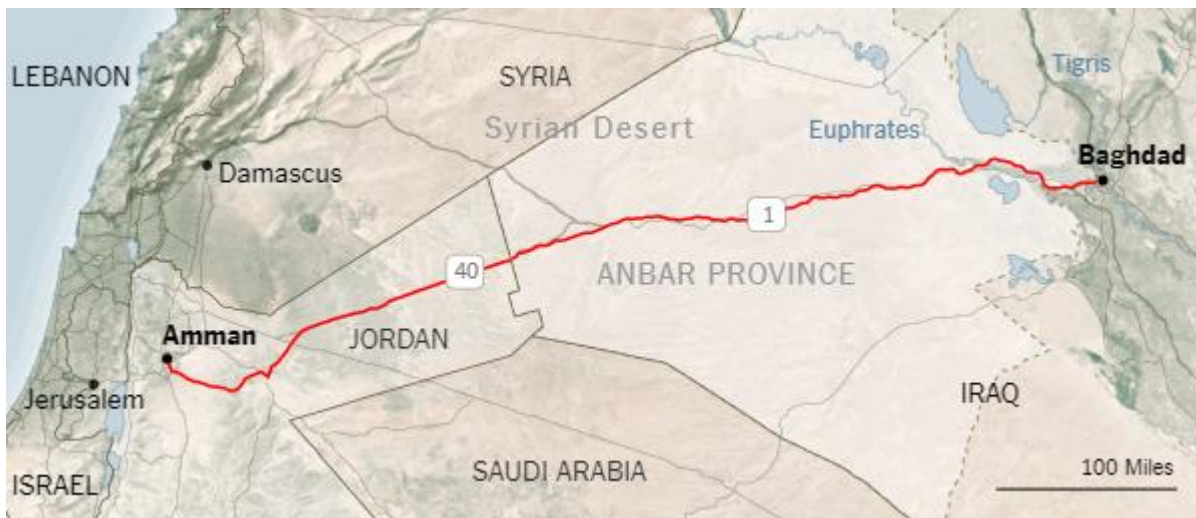 LEBANON
SYRIA
Tigris
Syrian Desert
Euphrates
Baghdad
Damascus
1
40
ANBAR PROVINCE
Amman
JORDAN
Jerusalem
IRAQ
SAUDI ARABIA
100 Miles
ISRAEL